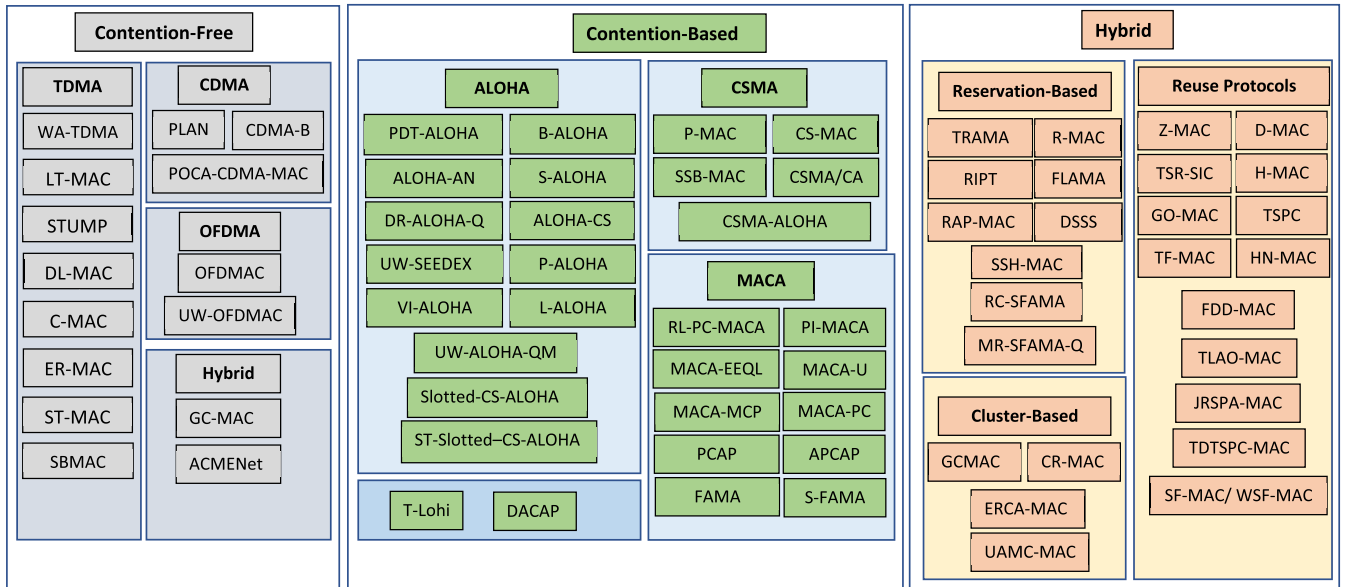 Contention-Free
TDMA
WA-TDMA
LT-MAC
STUMP
DL-MAC
C-MAC
ER-MAC
ST-MAC
SBMAC
CDMA
PLAN
CDMA-B
POCA-CDMA-MAC
OFDMA
OFDMAC
UW-OFDMAC
Hybrid
GC-MAC
ACMENet
Contention-Based
ALOHA
PDT-ALOHA
B-ALOHA
ALOHA-AN
S-ALOHA
DR-ALOHA-Q
ALOHA-CS
UW-SEEDEX
P-ALOHA
VI-ALOHA
L-ALOHA
UW-ALOHA-QM
Slotted-CS-ALOHA
ST-Slotted–CS-ALOHA
T-Lohi
DACAP
CSMA
P-MAC
CS-MAC
SSB-MAC
CSMA/CA
CSMA-ALOHA
MACA
RL-PC-MACA
PI-MACA
MACA-EEQL
MACA-U
MACA-MCP
MACA-PC
PCAP
APCAP
FAMA
S-FAMA
Hybrid
Reservation-Based
TRAMA
R-MAC
RIPT
FLAMA
RAP-MAC
DSSS
SSH-MAC
RC-SFAMA
MR-SFAMA-Q
Cluster-Based
GCMAC
CR-MAC
ERCA-MAC
UAMC-MAC
Reuse Protocols
Z-MAC
D-MAC
TSR-SIC
H-MAC
GO-MAC
TSPC
TF-MAC
HN-MAC
FDD-MAC
TLAO-MAC
JRSPA-MAC
TDTSPC-MAC
SF-MAC/ WSF-MAC